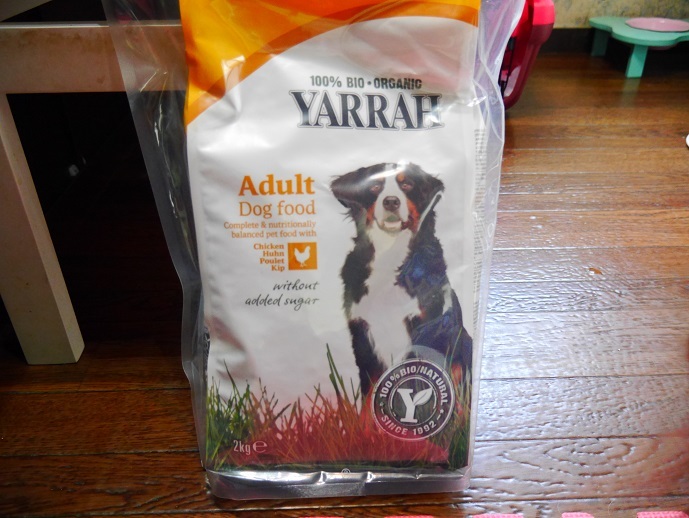 100% BIO • ORGANIC
YARRAH
Adult
Dog food
Complete & nutritionally
balanced pet food with
Chicken
Huhn
Poulet
Kip
without
added sugar
100% BIO/NATURAL
Y
SINCE 1992
2kg ℮
®